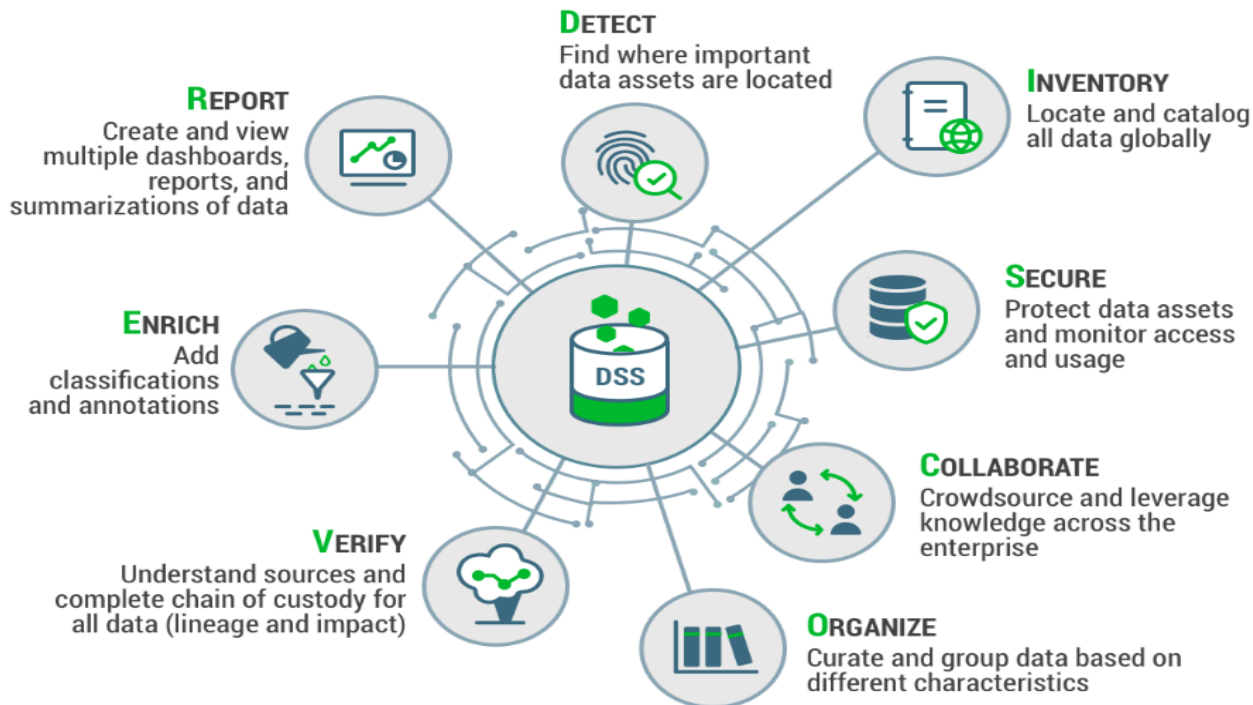 DETECT
Find where important
data assets are located
INVENTORY
Locate and catalog
all data globally
SECURE
Protect data assets
and monitor access
and usage
COLLABORATE
Crowdsource and leverage
knowledge across the
enterprise
ORGANIZE
Curate and group data based on
different characteristics
VERIFY
Understand sources and
complete chain of custody for
all data (lineage and impact)
ENRICH
Add
classifications
and annotations
REPORT
Create and view
multiple dashboards,
reports, and
summarizations of data
DSS